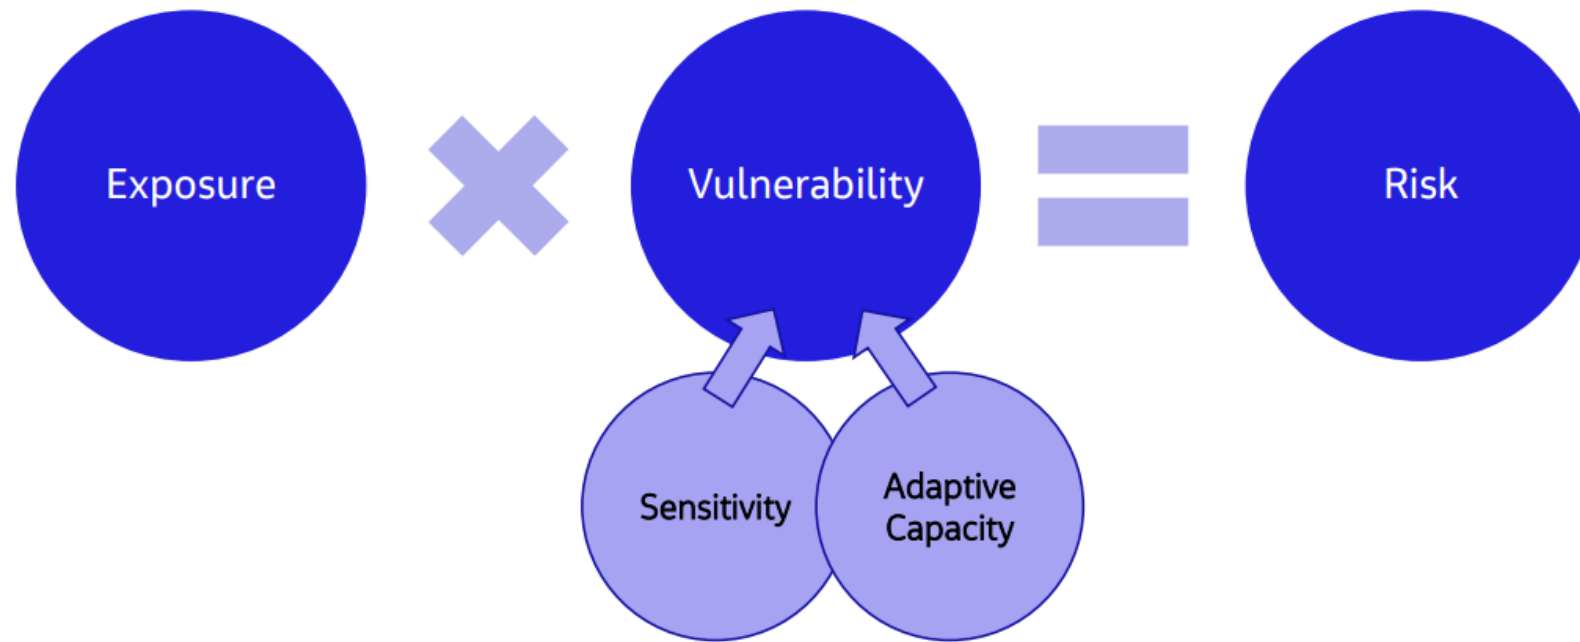 Exposure
Vulnerability
Risk
Sensitivity
Adaptive
Capacity